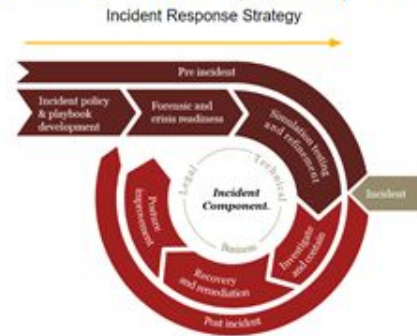 Incident Response Strategy
Pre incident
Incident policy
& playbook
development
Forensic and
crisis readiness
Simulation testing
and refinement
Incident
Legal
Technical
Business
Incident
Component.
Investigate
and contain
Recovery
and remediation
Posture
improvement
Post incident